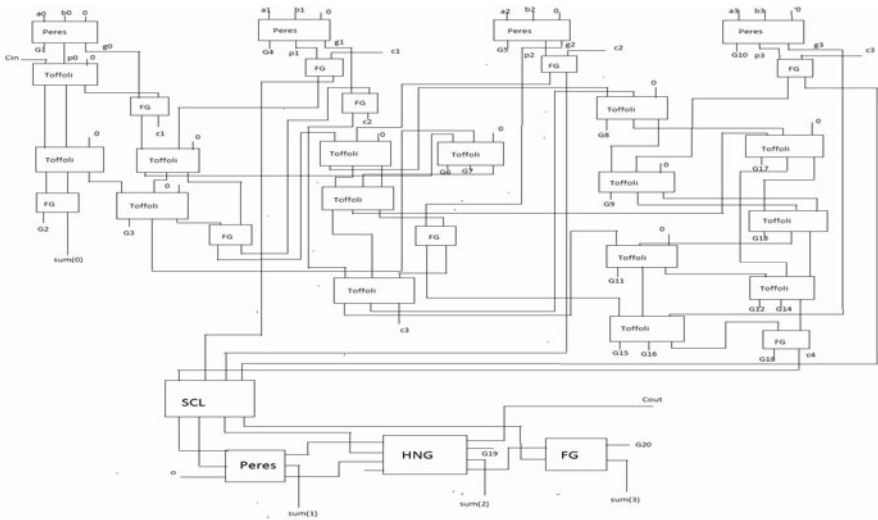 a0 b0 0 a1 b1 0 a2 b2 0 a3 b3 '0
Peres Peres Peres Peres
G1 g0 G4 p1 g1 c1 G5 p2 g2 c2 G10 p3 g3 c3
Cin p0 0
Toffoli FG FG FG
FG FG 0
c1 c2 Toffoli
G8
0 0 0 0 0
Toffoli Toffoli Toffoli Toffoli Toffoli
G6 G7 0 G17
0 Toffoli
FG Toffoli Toffoli G9
G2 G3 FG FG 0 Toffoli
G13
sum(0) Toffoli
G11
Toffoli Toffoli
G12 G14
c3 Toffoli FG
G15 G16 c4
SCL
Cout
Peres HNG G19 FG G20
0
sum(1) sum(2) sum(3)